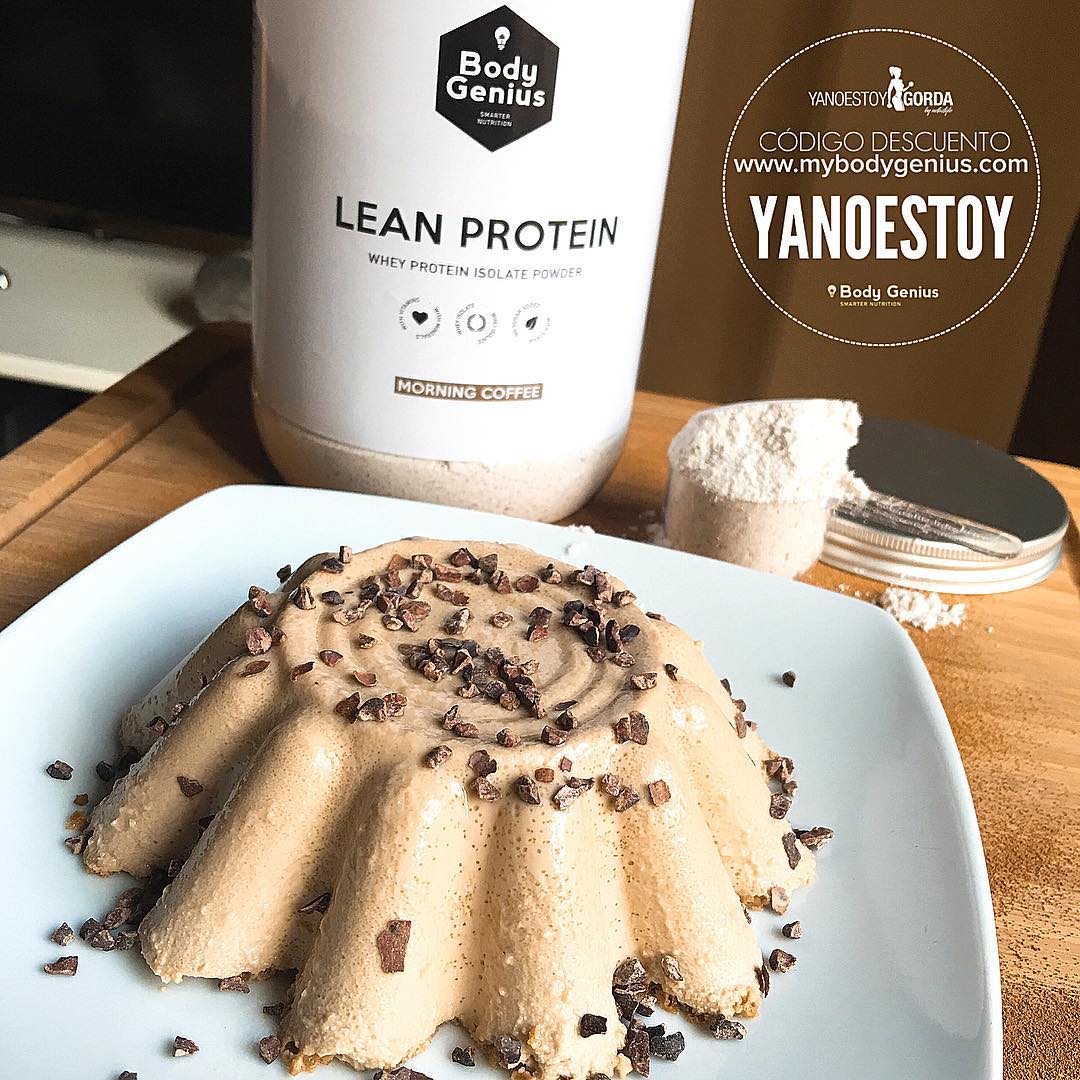 Body
Genius
SMARTER
NUTRITION
LEAN PROTEIN
WHEY PROTEIN ISOLATE POWDER
MORNING COFFEE
YANOESTOY GORDA
CÓDIGO DESCUENTO
www.mybodygenius.com
YANOESTOY
Body Genius
SMARTER NUTRITION